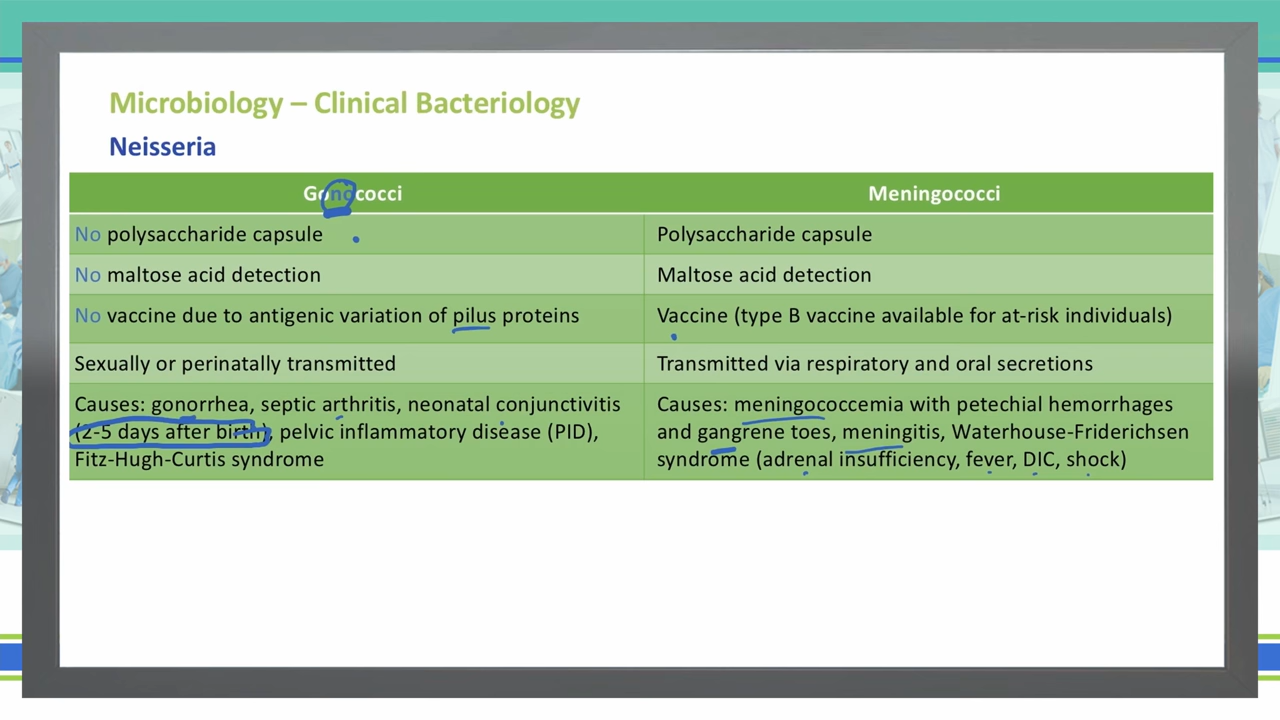 Microbiology – Clinical Bacteriology
Neisseria
Gonococci
Meningococci
No polysaccharide capsule
Polysaccharide capsule
No maltose acid detection
Maltose acid detection
No vaccine due to antigenic variation of pilus proteins
Vaccine (type B vaccine available for at-risk individuals)
Sexually or perinatally transmitted
Transmitted via respiratory and oral secretions
Causes: gonorrhea, septic arthritis, neonatal conjunctivitis
(2-5 days after birth), pelvic inflammatory disease (PID),
Fitz-Hugh-Curtis syndrome
Causes: meningococcemia with petechial hemorrhages
and gangrene toes, meningitis, Waterhouse-Friderichsen
syndrome (adrenal insufficiency, fever, DIC, shock)